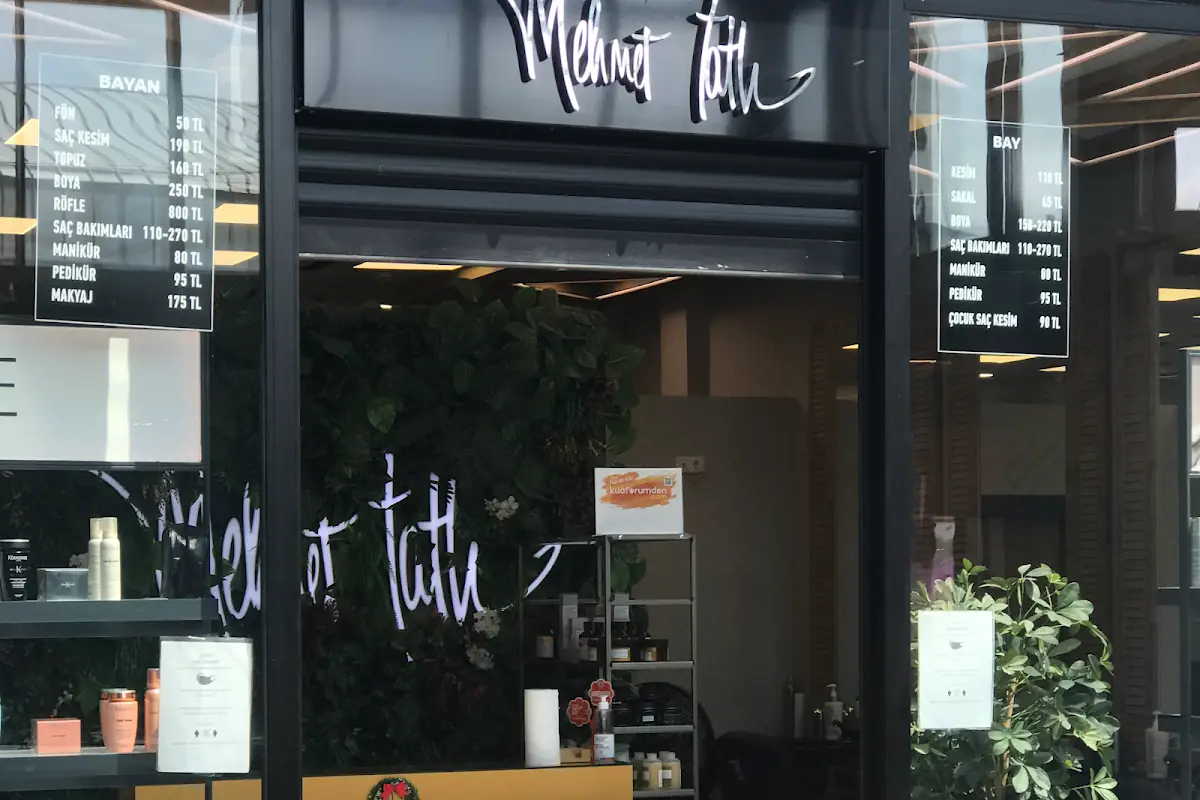 Mehmet Tatlı
BAYAN
FÖN 50 TL
SAÇ KESİM 190 TL
TOPUZ 160 TL
BOYA 250 TL
RÖFLE 800 TL
SAÇ BAKIMLARI 110-270 TL
MANİKÜR 80 TL
PEDİKÜR 95 TL
MAKYAJ 175 TL
BAY
KESİM 110 TL
SAKAL 45 TL
BOYA 150-220 TL
SAÇ BAKIMLARI 110-270 TL
MANİKÜR 80 TL
PEDİKÜR 95 TL
ÇOCUK SAÇ KESİM 90 TL
Mehmet Tatlı
kuaforumden
.com